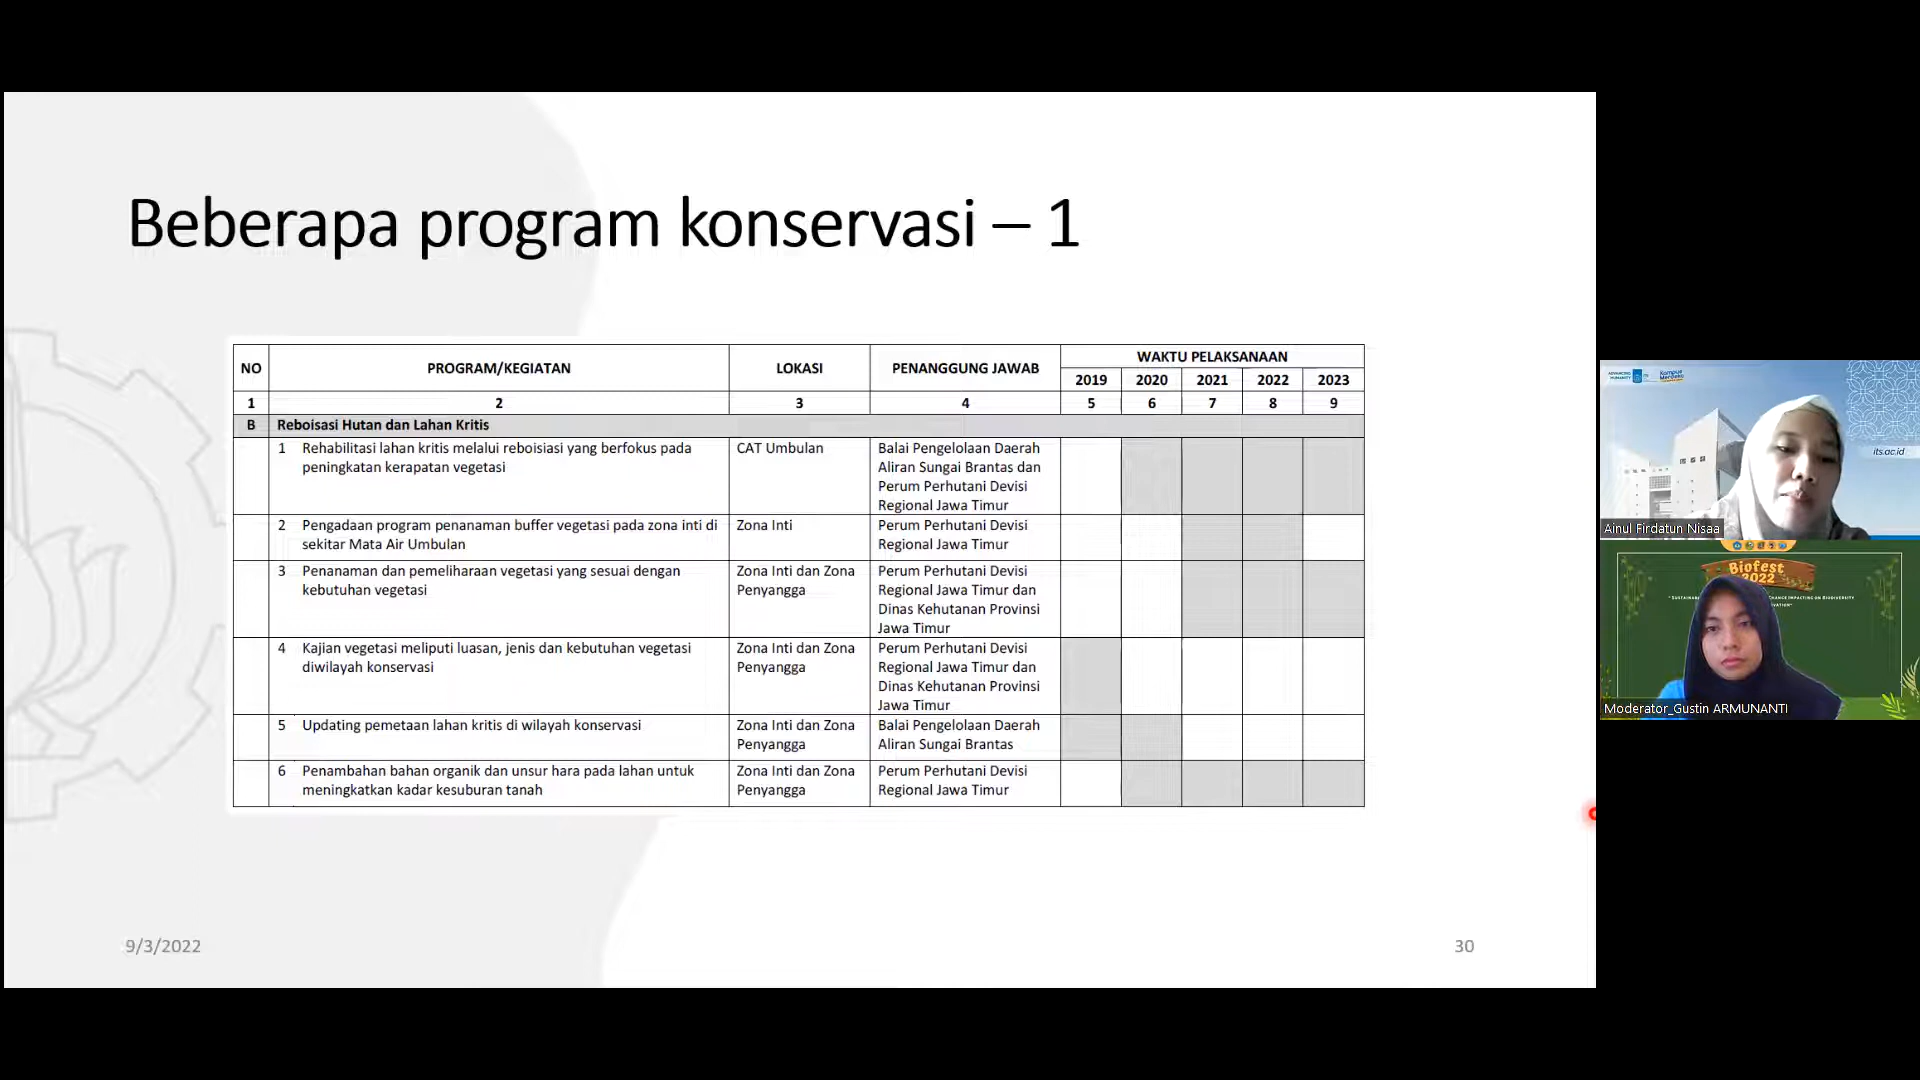 Beberapa program konservasi – 1
NO PROGRAM/KEGIATAN LOKASI PENANGGUNG JAWAB WAKTU PELAKSANAAN
2019 2020 2021 2022 2023
1 2 3 4 5 6 7 8 9
B Reboisasi Hutan dan Lahan Kritis
1 Rehabilitasi lahan kritis melalui reboisiasi yang berfokus pada CAT Umbulan Balai Pengelolaan Daerah
peningkatan kerapatan vegetasi Aliran Sungai Brantas dan
Perum Perhutani Devisi
Regional Jawa Timur
2 Pengadaan program penanaman buffer vegetasi pada zona inti di Zona Inti Perum Perhutani Devisi
sekitar Mata Air Umbulan Regional Jawa Timur
3 Penanaman dan pemeliharaan vegetasi yang sesuai dengan Zona Inti dan Zona Perum Perhutani Devisi
kebutuhan vegetasi Penyangga Regional Jawa Timur dan
Dinas Kehutanan Provinsi
Jawa Timur
4 Kajian vegetasi meliputi luasan, jenis dan kebutuhan vegetasi Zona Inti dan Zona Perum Perhutani Devisi
diwilayah konservasi Penyangga Regional Jawa Timur dan
Dinas Kehutanan Provinsi
Jawa Timur
5 Updating pemetaan lahan kritis di wilayah konservasi Zona Inti dan Zona Balai Pengelolaan Daerah
Penyangga Aliran Sungai Brantas
6 Penambahan bahan organik dan unsur hara pada lahan untuk Zona Inti dan Zona Perum Perhutani Devisi
meningkatkan kadar kesuburan tanah Penyangga Regional Jawa Timur
9/3/2022
30
ADVANCING
HUMANITY
Kampus
Merdeka
its.ac.id
Ainul Firdatun Nisaa
Biofest
2022
Moderator_Gustin ARMUNANTI